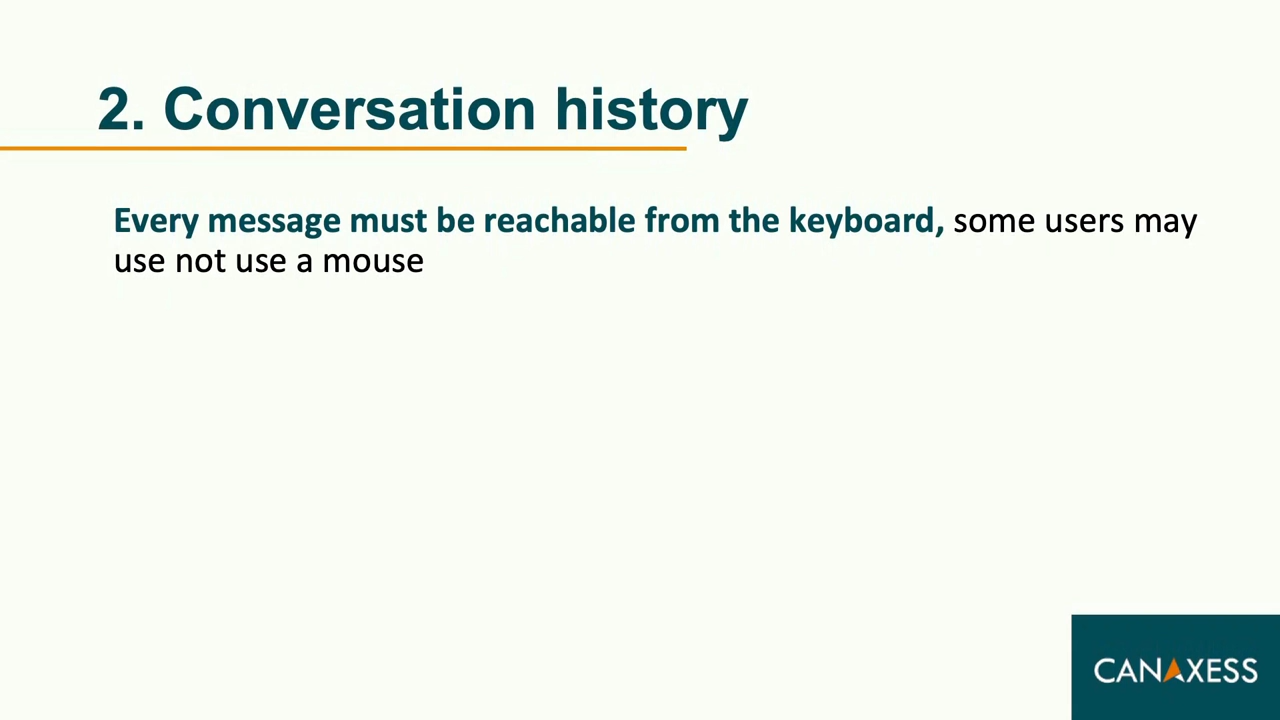 2. Conversation history
Every message must be reachable from the keyboard, some users may
use not use a mouse
CANAXESS